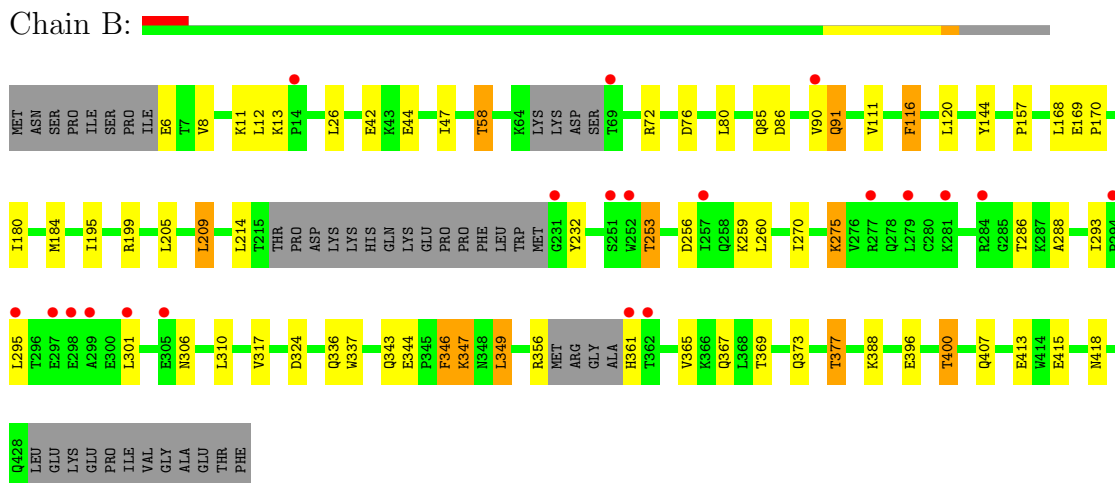 Chain B:
MET ASN SER PRO ILE SER PRO ILE E6 T7 V8 K11 L12 K13 P14 L26 E42 K43 E44 I47 T58 K64 LYS LYS ASP SER T69 R72 D76 L80 Q85 D86 V90 Q91 V111 F116 L120 Y144 P157 L168 E169 P170
I180 M184 I195 R199 L205 L209 L214 T215 THR PRO ASP LYS LYS HIS GLN LYS GLU PRO PRO PHE LEU TRP MET G231 Y232 S251 W252 T253 D256 I257 Q258 K259 L260 I270 K275 V276 R277 Q278 L279 C280 K281 R284 G285 T286 K287 A288 I293 P294
L295 T296 E297 E298 A299 E300 L301 E305 N306 L310 V317 D324 Q336 W337 Q343 E344 P345 F346 K347 N348 L349 R356 MET ARG GLY ALA H361 T362 V365 K366 Q367 L368 T369 Q373 T377 K388 E396 T400 Q407 E413 W414 E415 N418
Q428 LEU GLU LYS GLU PRO ILE VAL GLY ALA GLU THR PHE